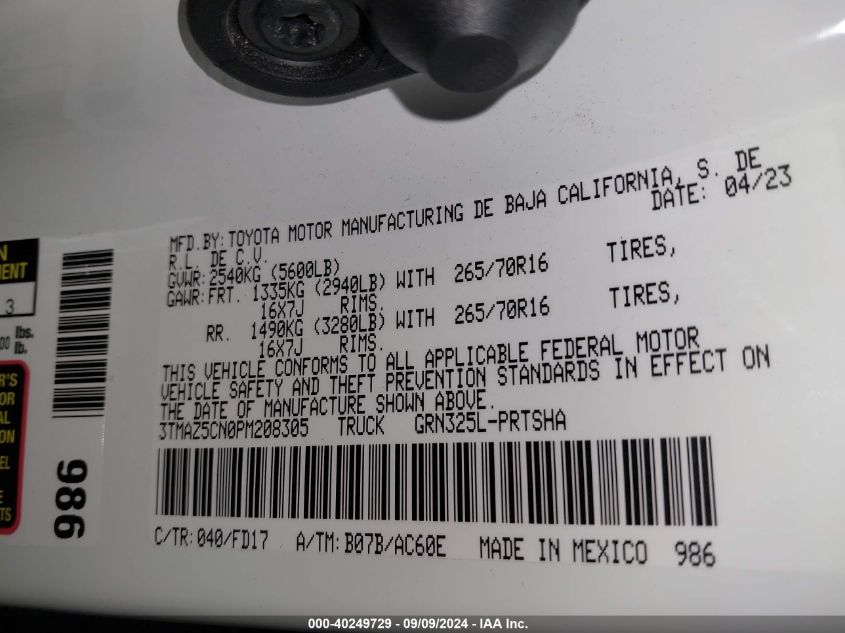 MFD.BY:TOYOTA MOTOR MANUFACTURING DE BAJA CALIFORNIA, S. DE
R.L. DE C.V. DATE: 04/23
GVWR:2540KG (5600LB)
GAWR:FRT. 1335KG (2940LB) WITH 265/70R16 TIRES,
16X7J RIMS.
RR. 1490KG (3280LB) WITH 265/70R16 TIRES,
16X7J RIMS.
THIS VEHICLE CONFORMS TO ALL APPLICABLE FEDERAL MOTOR
VEHICLE SAFETY AND THEFT PREVENTION STANDARDS IN EFFECT ON
THE DATE OF MANUFACTURE SHOWN ABOVE.
3TMAZ5CN0PM208305 TRUCK GRN325L-PRTSHA
C/TR:040/FD17 A/TM:B07B/AC60E MADE IN MEXICO 986
986
3
lbs.
lb.
000-40249729 - 09/09/2024 - IAA Inc.